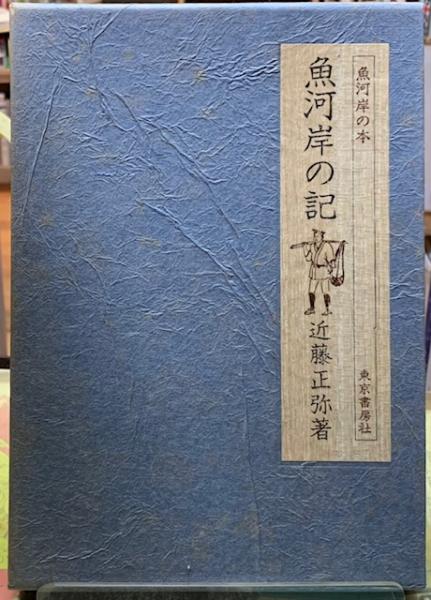 魚河岸の本
魚河岸の記
近藤正弥著
東京書房社